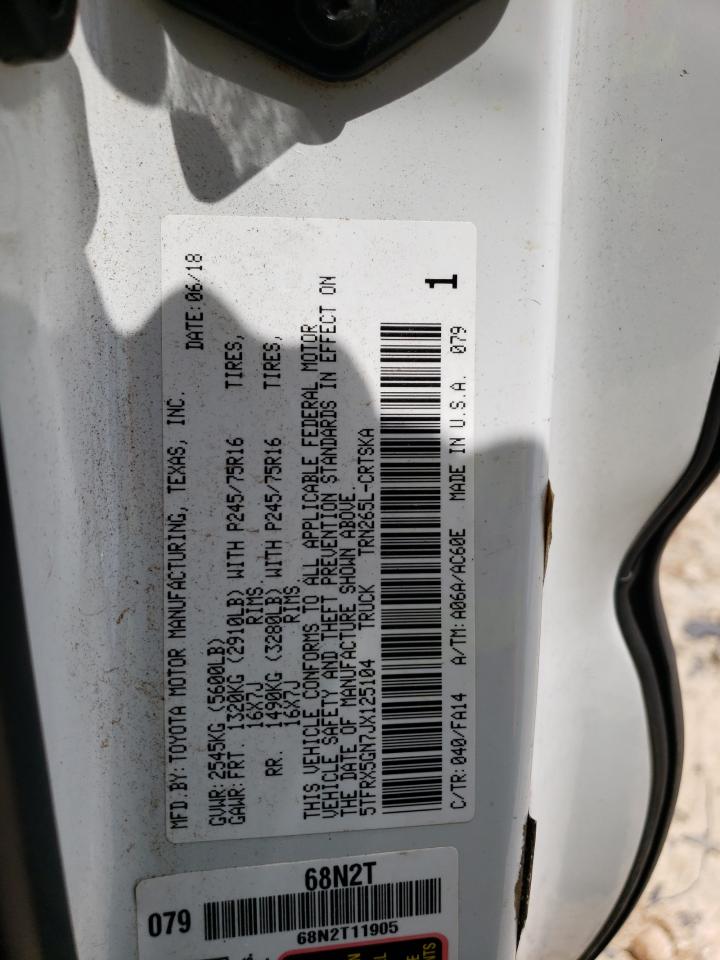 MFD.BY:TOYOTA MOTOR MANUFACTURING, TEXAS, INC. DATE:06/18
GVWR:2545KG (5600LB)
GAWR:FRT. 1320KG (2910LB) WITH P245/75R16 TIRES,
16X7J RIMS
RR. 1490KG (3280LB) WITH P245/75R16 TIRES,
16X7J RIMS
THIS VEHICLE CONFORMS TO ALL APPLICABLE FEDERAL MOTOR
VEHICLE SAFETY AND THEFT PREVENTION STANDARDS IN EFFECT ON
THE DATE OF MANUFACTURE SHOWN ABOVE.
5TFRX5GN7JX125104 TRUCK TRN265L-CRTSKA
1
C/TR:040/FA14 A/TM:A06A/AC60E MADE IN U.S.A. 079
68N2T
079
68N2T11905